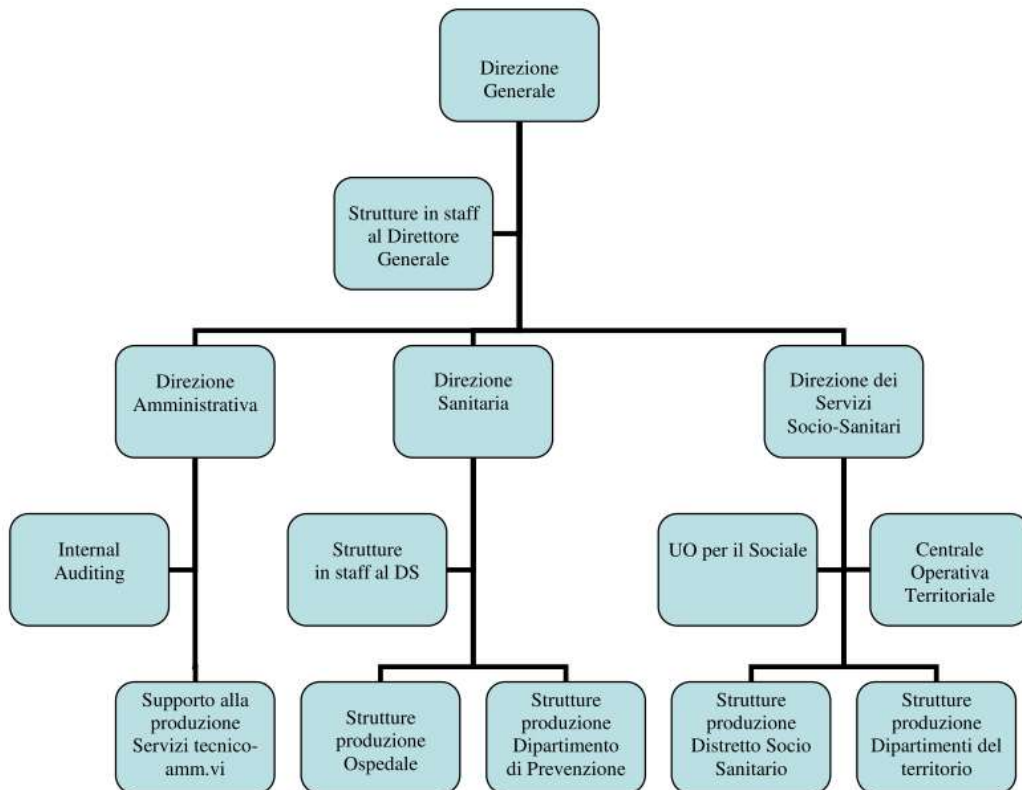 Direzione
Generale
Strutture in staff
al Direttore
Generale
Direzione
Amministrativa
Direzione
Sanitaria
Direzione dei
Servizi
Socio-Sanitari
Internal
Auditing
Strutture
in staff al DS
UO per il Sociale
Centrale
Operativa
Territoriale
Supporto alla
produzione
Servizi tecnico-
amm.vi
Strutture
produzione
Ospedale
Strutture
produzione
Dipartimento
di Prevenzione
Strutture
produzione
Distretto Socio
Sanitario
Strutture
produzione
Dipartimenti del
territorio